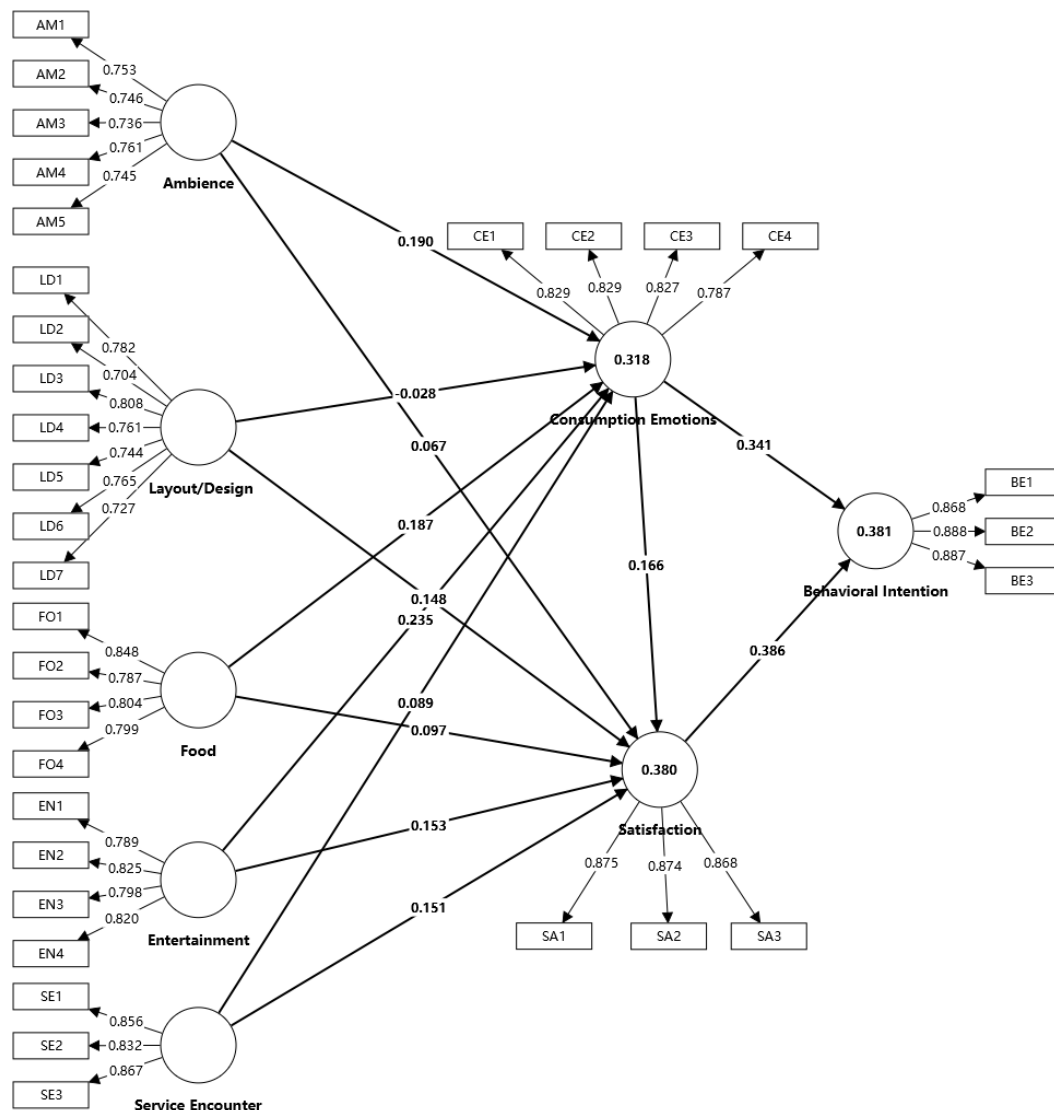 AM1
0.753
AM2
0.746
AM3
0.736
AM4
0.761
AM5
0.745
Ambience
LD1
0.782
LD2
0.704
LD3
0.808
LD4
0.761
LD5
0.744
LD6
0.765
LD7
0.727
Layout/Design
FO1
0.848
FO2
0.787
FO3
0.804
FO4
0.799
Food
EN1
0.789
EN2
0.825
EN3
0.798
EN4
0.820
Entertainment
SE1
0.856
SE2
0.832
SE3
0.867
Service Encounter
0.190
-0.028
0.067
0.187
0.148
0.235
0.089
0.097
0.153
0.151
CE1
CE2
CE3
CE4
0.829
0.829
0.827
0.787
0.318
Consumption Emotions
0.341
0.166
0.386
0.380
Satisfaction
0.875
0.874
0.868
SA1
SA2
SA3
0.381
Behavioral Intention
0.868
BE1
0.888
BE2
0.887
BE3